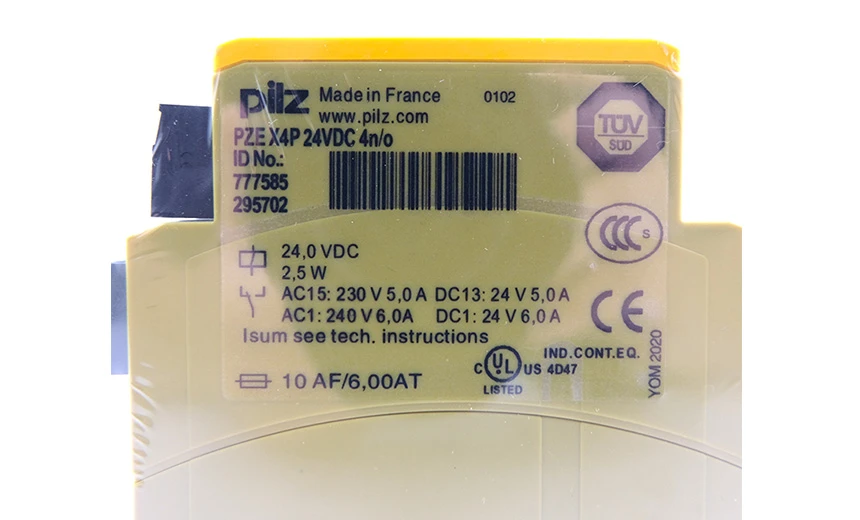 pilz Made in France 0102
www.pilz.com
PZE X4P 24VDC 4n/o
ID No.:
777585
295702
TÜV
SÜD
CCC S
24,0 VDC
2,5 W
AC15: 230 V 5,0 A DC13: 24 V 5,0 A
AC1: 240 V 6,0A DC1: 24 V 6,0 A
Isum see tech. instructions
CE
10 AF/6,00AT
C UL US LISTED
IND.CONT.EQ.
4D47
YOM 2020